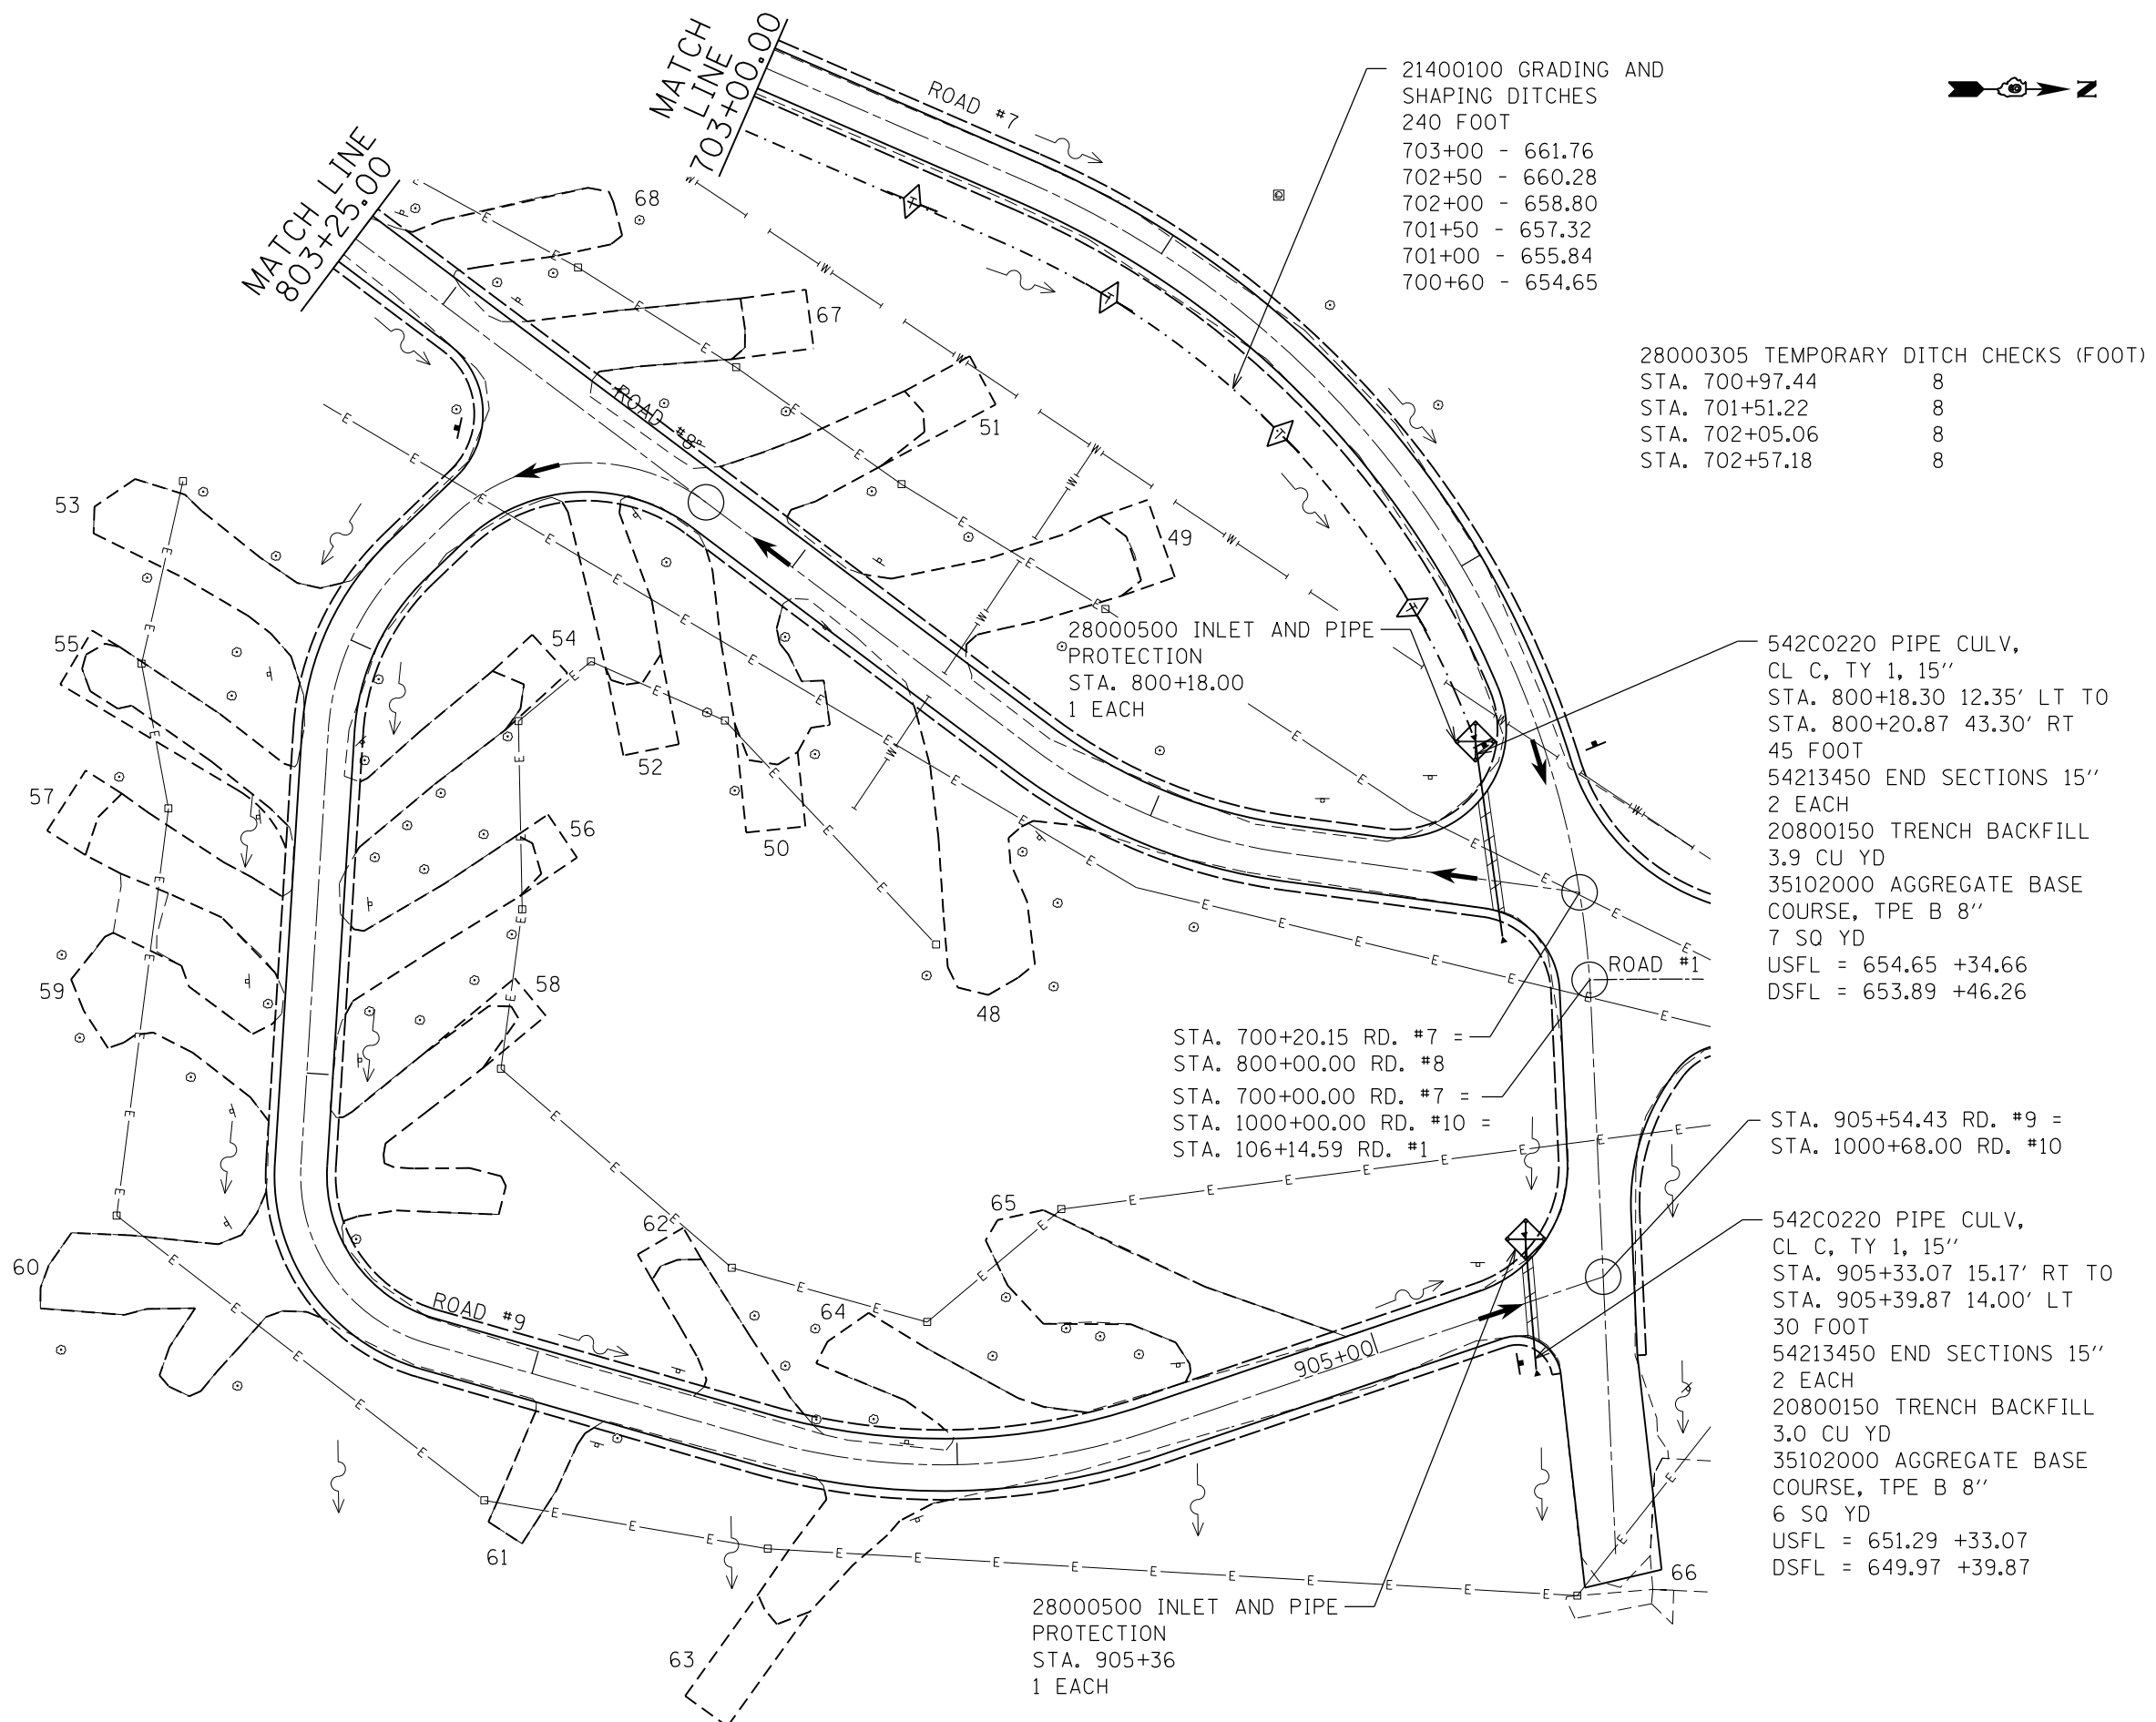 MATCH LINE
803+25.00
MATCH
LINE
703+00.00
ROAD #7
21400100 GRADING AND
SHAPING DITCHES
240 FOOT
703+00 - 661.76
702+50 - 660.28
702+00 - 658.80
701+50 - 657.32
701+00 - 655.84
700+60 - 654.65
N
28000305 TEMPORARY DITCH CHECKS (FOOT)
STA. 700+97.44 8
STA. 701+51.22 8
STA. 702+05.06 8
STA. 702+57.18 8
68
67
ROAD #8
51
53
49
28000500 INLET AND PIPE
PROTECTION
STA. 800+18.00
1 EACH
542C0220 PIPE CULV,
CL C, TY 1, 15''
STA. 800+18.30 12.35' LT TO
STA. 800+20.87 43.30' RT
45 FOOT
54213450 END SECTIONS 15''
2 EACH
20800150 TRENCH BACKFILL
3.9 CU YD
35102000 AGGREGATE BASE
COURSE, TPE B 8''
7 SQ YD
USFL = 654.65 +34.66
DSFL = 653.89 +46.26
55
54
52
57
56
50
59
58
48
ROAD #1
STA. 700+20.15 RD. #7 =
STA. 800+00.00 RD. #8
STA. 700+00.00 RD. #7 =
STA. 1000+00.00 RD. #10 =
STA. 106+14.59 RD. #1
STA. 905+54.43 RD. #9 =
STA. 1000+68.00 RD. #10
65
62
60
64
ROAD #9
905+00
542C0220 PIPE CULV,
CL C, TY 1, 15''
STA. 905+33.07 15.17' RT TO
STA. 905+39.87 14.00' LT
30 FOOT
54213450 END SECTIONS 15''
2 EACH
20800150 TRENCH BACKFILL
3.0 CU YD
35102000 AGGREGATE BASE
COURSE, TPE B 8''
6 SQ YD
USFL = 651.29 +33.07
DSFL = 649.97 +39.87
61
66
63
28000500 INLET AND PIPE
PROTECTION
STA. 905+36
1 EACH